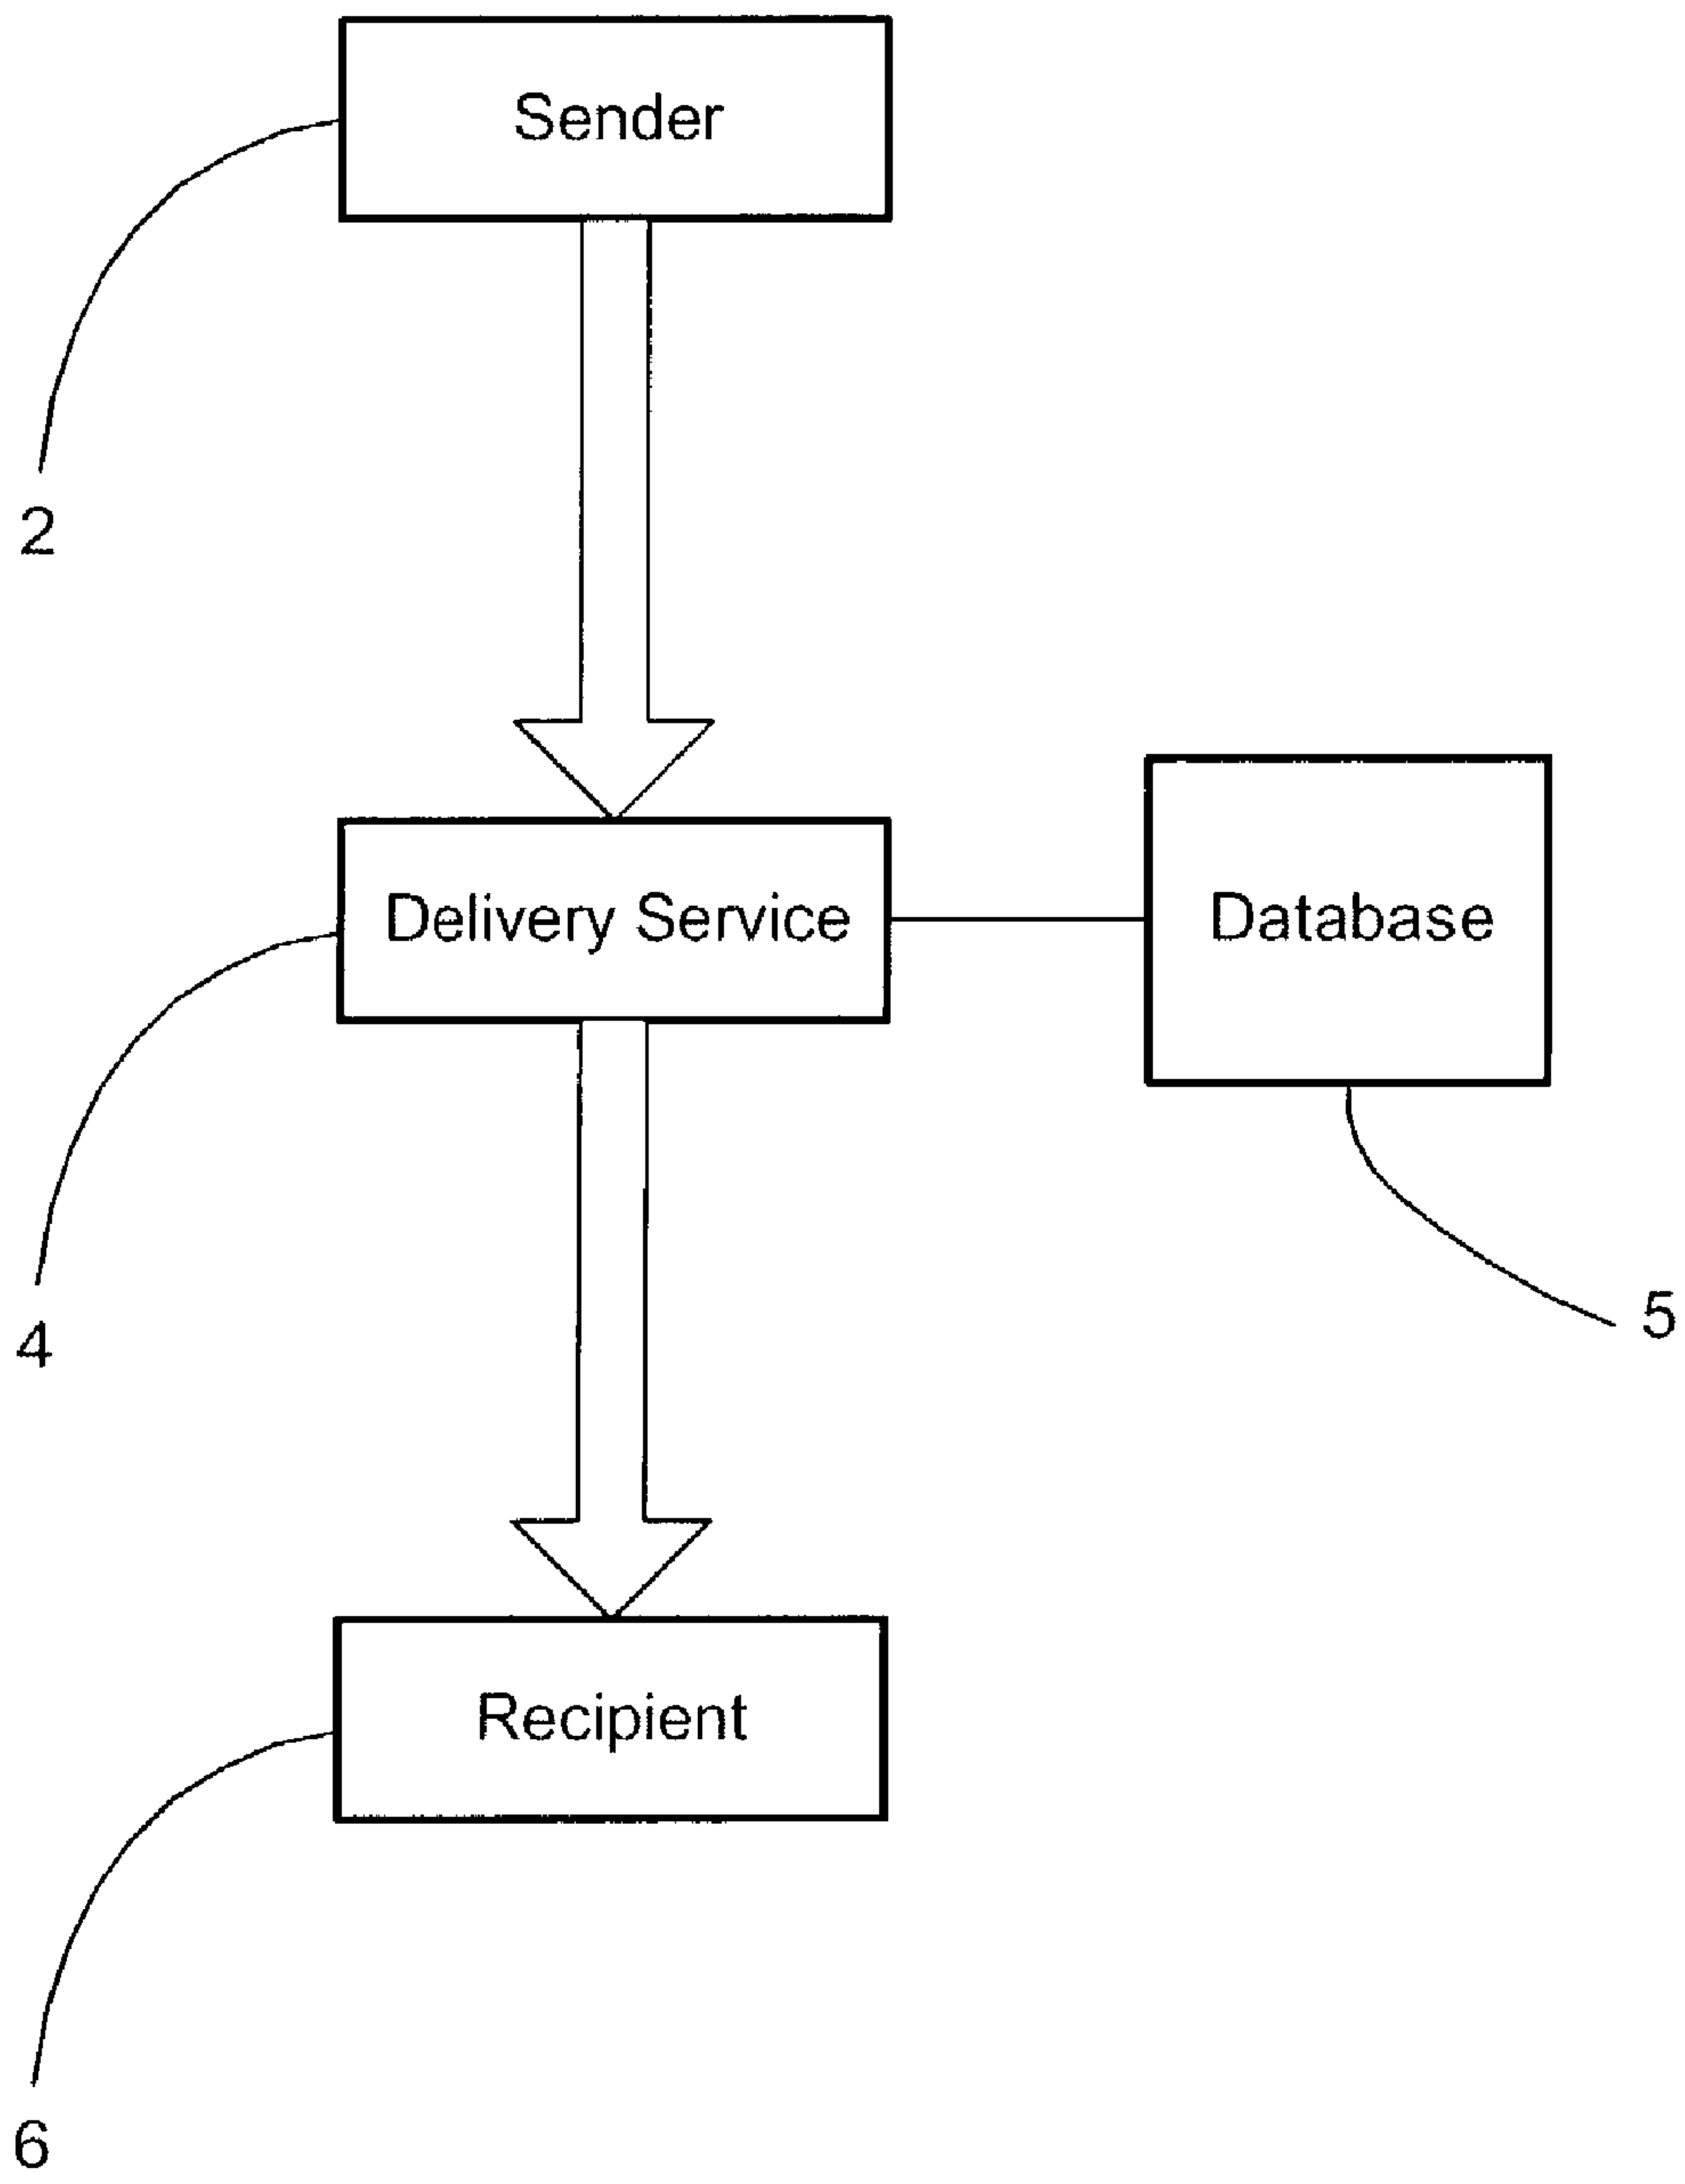 Sender
2
Delivery Service
Database
4
5
Recipient
6